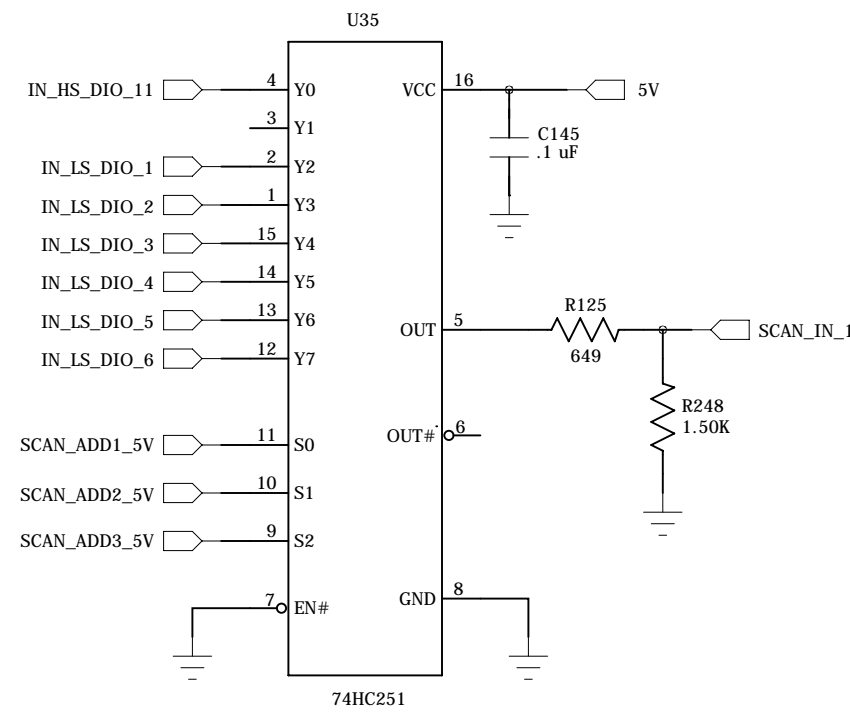 U35
IN_HS_DIO_11 4 Y0 VCC 16 5V
3 Y1
C145
.1 uF
IN_LS_DIO_1 2 Y2
IN_LS_DIO_2 1 Y3
IN_LS_DIO_3 15 Y4
IN_LS_DIO_4 14 Y5
R125
IN_LS_DIO_5 13 Y6 OUT 5 SCAN_IN_1
649
IN_LS_DIO_6 12 Y7
R248
1.50K
SCAN_ADD1_5V 11 S0 OUT# 6
SCAN_ADD2_5V 10 S1
SCAN_ADD3_5V 9 S2
7 EN# GND 8
74HC251